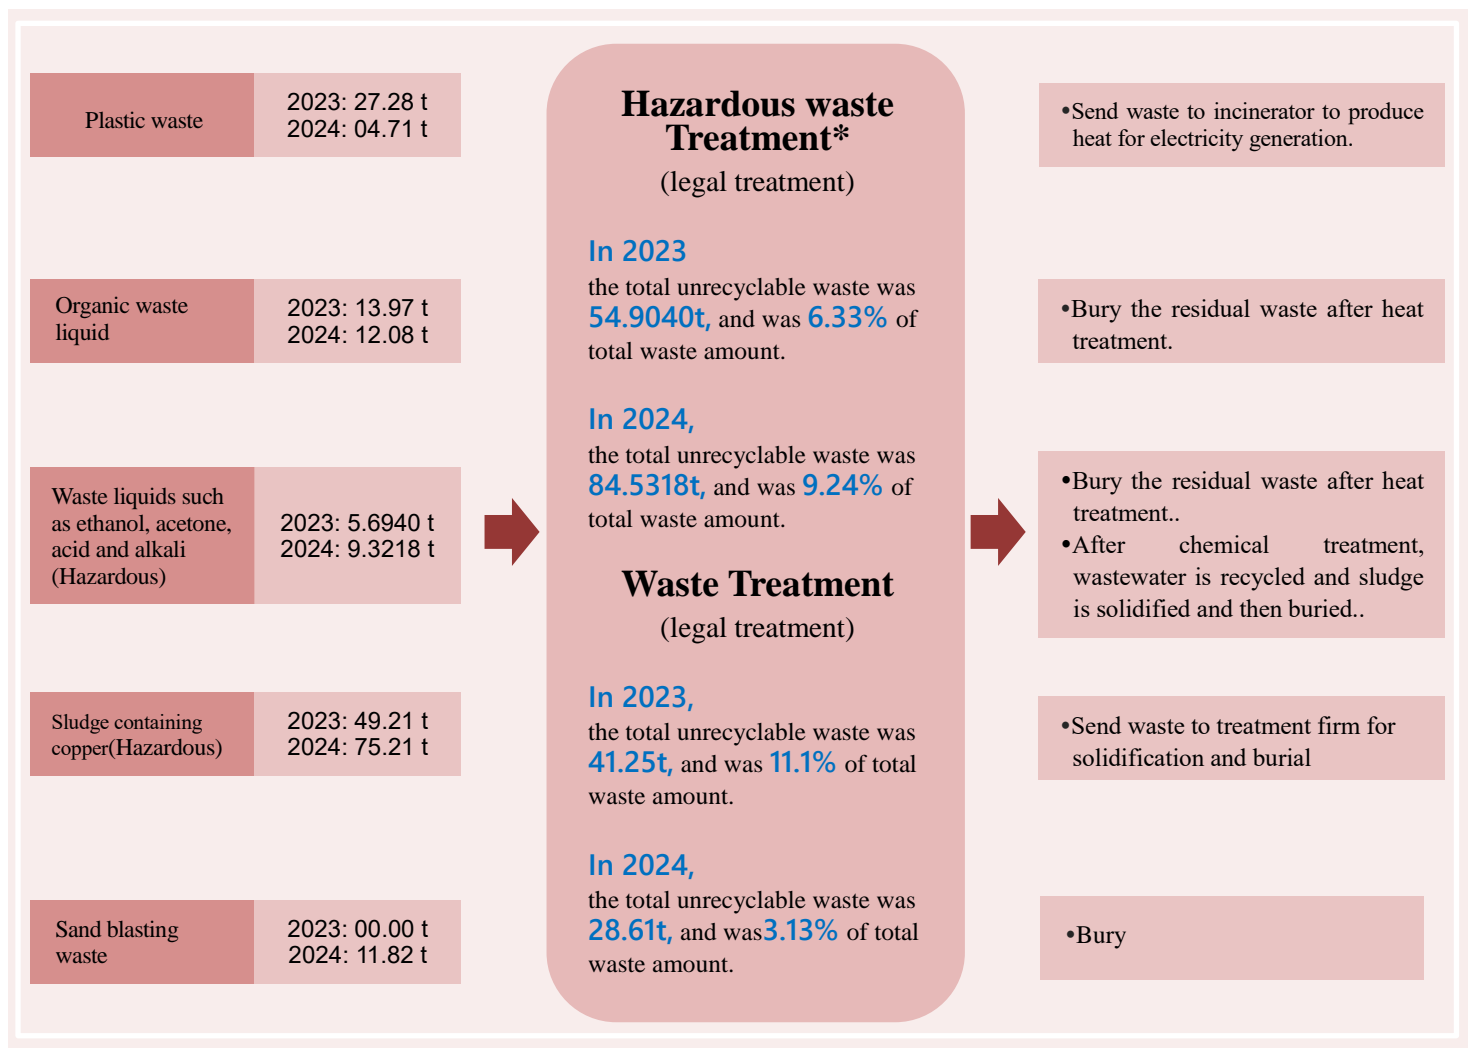 Plastic waste
2023: 27.28 t
2024: 04.71 t
Organic waste
liquid
2023: 13.97 t
2024: 12.08 t
Waste liquids such
as ethanol, acetone,
acid and alkali
(Hazardous)
2023: 5.6940 t
2024: 9.3218 t
Sludge containing
copper(Hazardous)
2023: 49.21 t
2024: 75.21 t
Sand blasting
waste
2023: 00.00 t
2024: 11.82 t
Hazardous waste
Treatment*
(legal treatment)
In 2023
the total unrecyclable waste was
54.9040t, and was 6.33% of
total waste amount.
In 2024,
the total unrecyclable waste was
84.5318t, and was 9.24% of
total waste amount.
Waste Treatment
(legal treatment)
In 2023,
the total unrecyclable waste was
41.25t, and was 11.1% of total
waste amount.
In 2024,
the total unrecyclable waste was
28.61t, and was3.13% of total
waste amount.
•Send waste to incinerator to produce
heat for electricity generation.
•Bury the residual waste after heat
treatment.
•Bury the residual waste after heat
treatment..
•After chemical treatment,
wastewater is recycled and sludge
is solidified and then buried..
•Send waste to treatment firm for
solidification and burial
•Bury